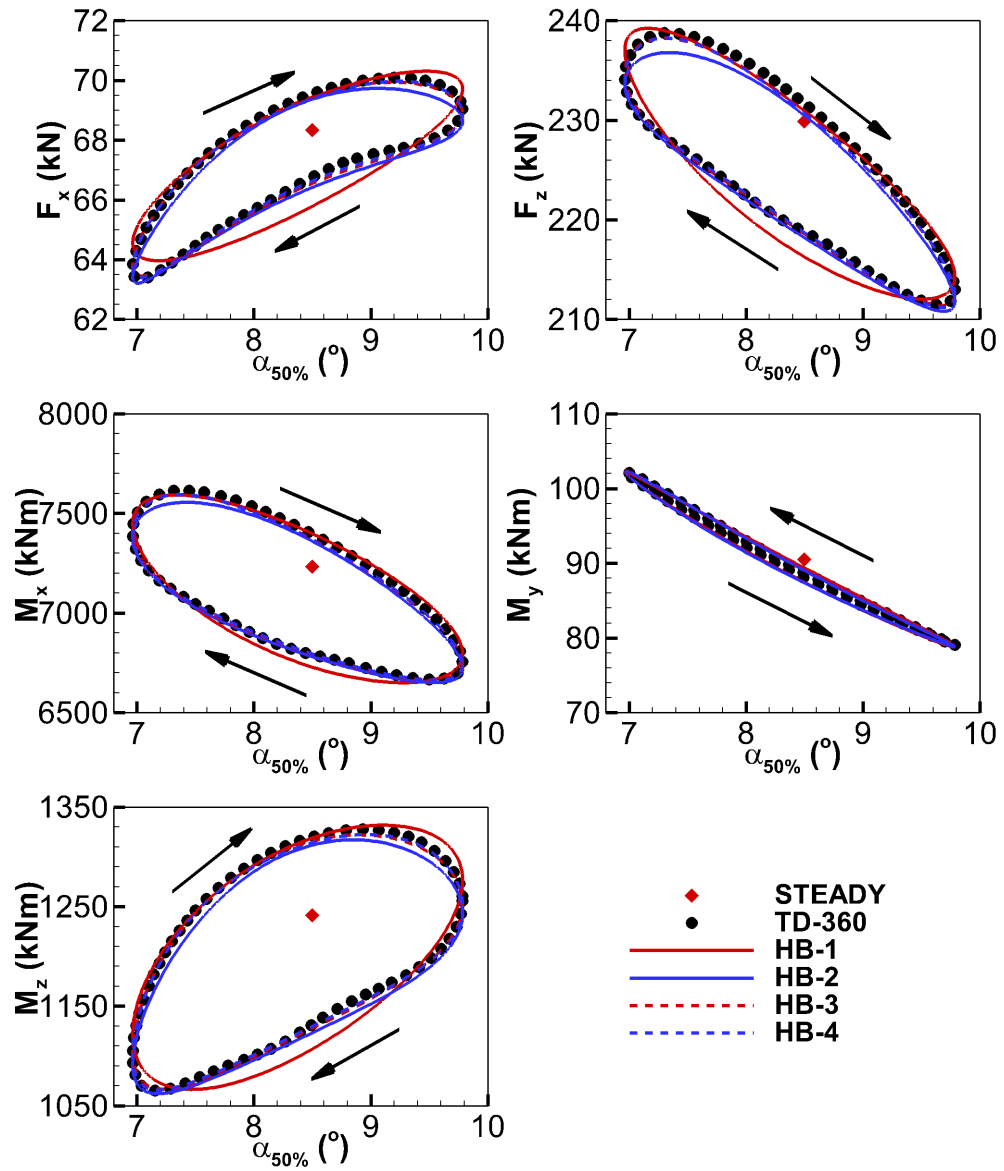 72
70
68
66
64
62
F_x (kN)
7 8 9 10
α_50% (°)
240
230
220
210
F_z (kN)
7 8 9 10
α_50% (°)
8000
7500
7000
6500
M_x (kNm)
7 8 9 10
α_50% (°)
110
100
90
80
70
M_y (kNm)
7 8 9 10
α_50% (°)
1350
1250
1150
1050
M_z (kNm)
7 8 9 10
α_50% (°)
STEADY
TD-360
HB-1
HB-2
HB-3
HB-4